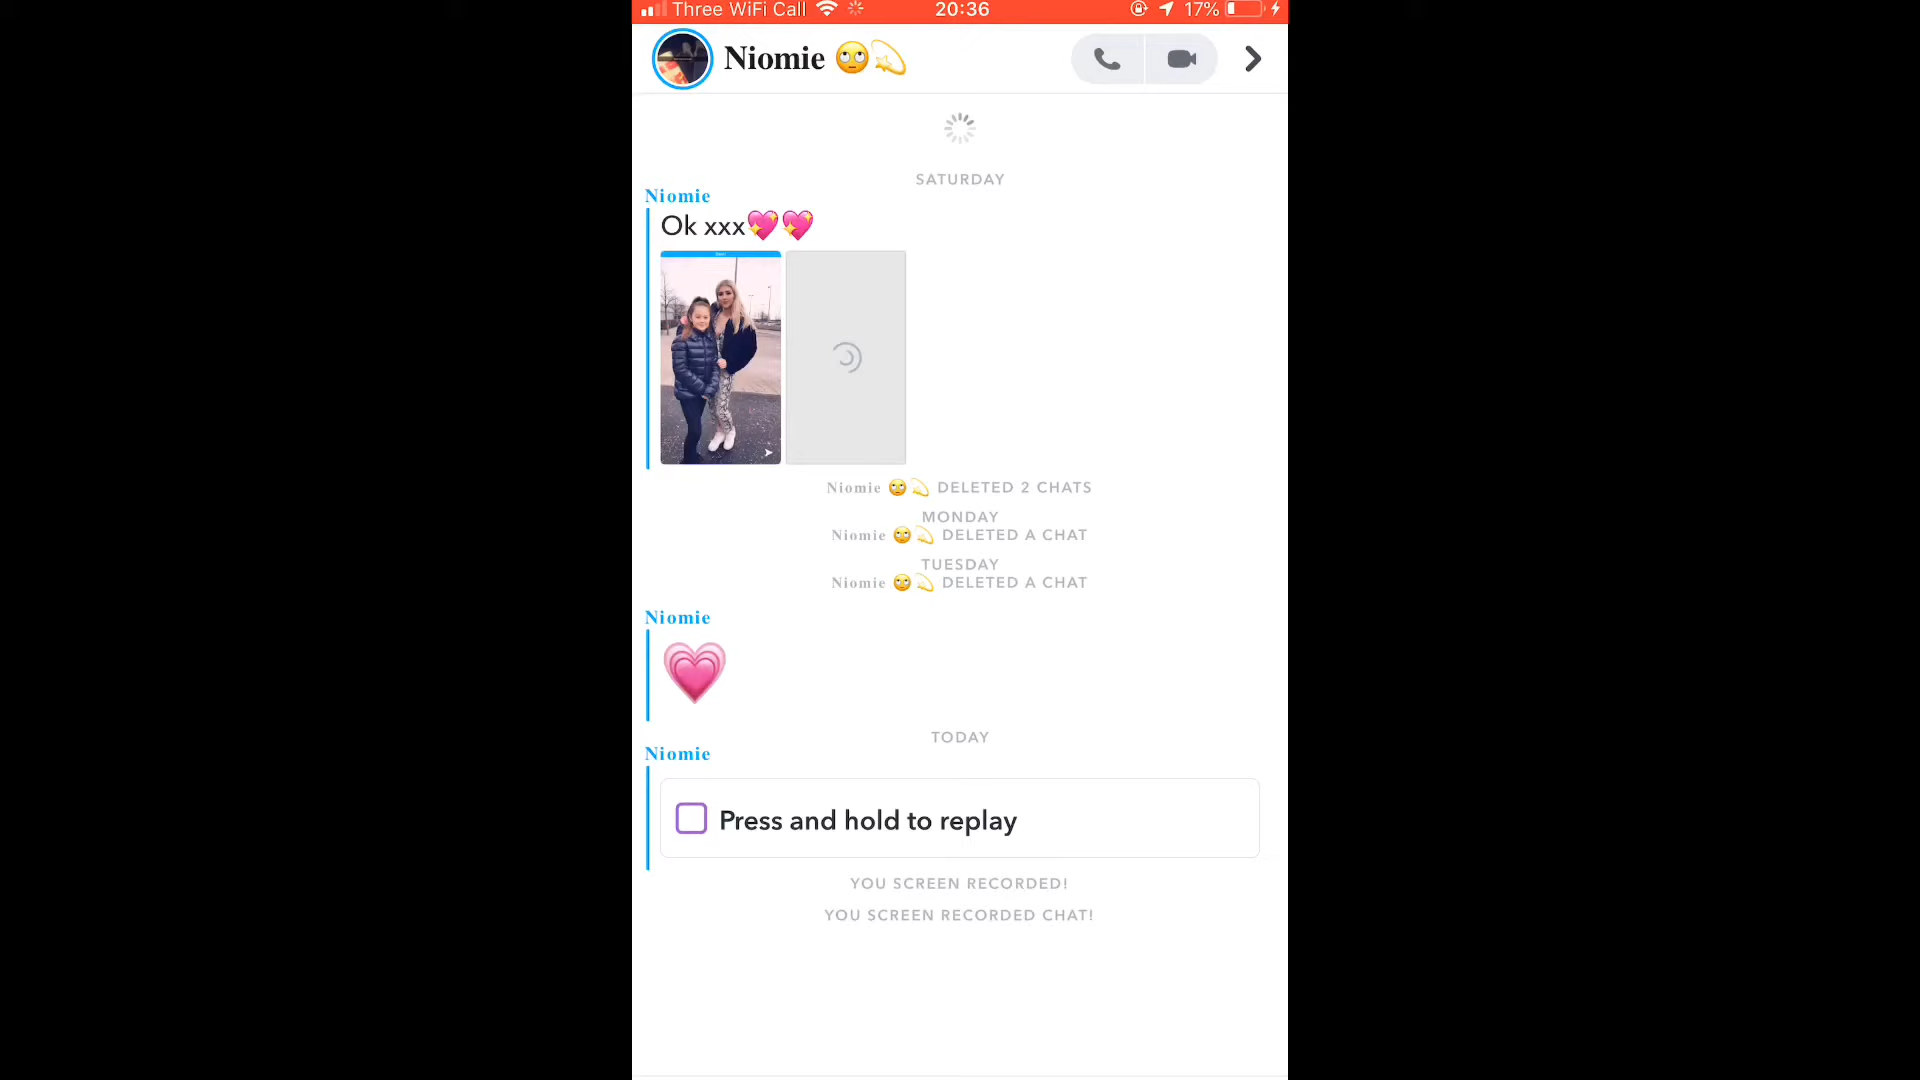 Three WiFi Call 20:36 17%
Niomie 🙄💫
SATURDAY
Niomie
Ok xxx💖💖
Niomie 🙄💫 DELETED 2 CHATS
MONDAY
Niomie 🙄💫 DELETED A CHAT
TUESDAY
Niomie 🙄💫 DELETED A CHAT
Niomie
💗
TODAY
Niomie
Press and hold to replay
YOU SCREEN RECORDED!
YOU SCREEN RECORDED CHAT!